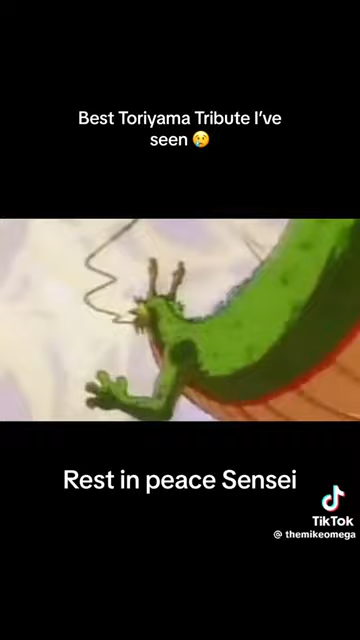 Best Toriyama Tribute I’ve
seen 😢
Rest in peace Sensei
TikTok
@ themikeomega